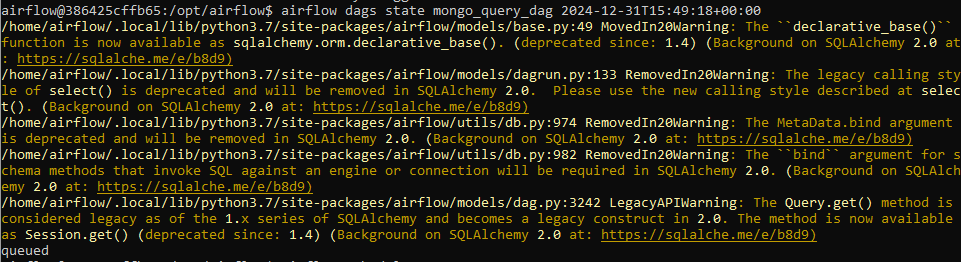 airflow@386425cffb65:/opt/airflow$ airflow dags state mongo_query_dag 2024-12-31T15:49:18+00:00
/home/airflow/.local/lib/python3.7/site-packages/airflow/models/base.py:49 MovedIn20Warning: The ``declarative_base()``
function is now available as sqlalchemy.orm.declarative_base(). (deprecated since: 1.4) (Background on SQLAlchemy 2.0 at
: https://sqlalche.me/e/b8d9)
/home/airflow/.local/lib/python3.7/site-packages/airflow/models/dagrun.py:133 RemovedIn20Warning: The legacy calling sty
le of select() is deprecated and will be removed in SQLAlchemy 2.0.  Please use the new calling style described at selec
t(). (Background on SQLAlchemy 2.0 at: https://sqlalche.me/e/b8d9)
/home/airflow/.local/lib/python3.7/site-packages/airflow/utils/db.py:974 RemovedIn20Warning: The MetaData.bind argument
is deprecated and will be removed in SQLAlchemy 2.0. (Background on SQLAlchemy 2.0 at: https://sqlalche.me/e/b8d9)
/home/airflow/.local/lib/python3.7/site-packages/airflow/utils/db.py:982 RemovedIn20Warning: The ``bind`` argument for s
chema methods that invoke SQL against an engine or connection will be required in SQLAlchemy 2.0. (Background on SQLAlch
emy 2.0 at: https://sqlalche.me/e/b8d9)
/home/airflow/.local/lib/python3.7/site-packages/airflow/models/dag.py:3242 LegacyAPIWarning: The Query.get() method is
considered legacy as of the 1.x series of SQLAlchemy and becomes a legacy construct in 2.0. The method is now available
as Session.get() (deprecated since: 1.4) (Background on SQLAlchemy 2.0 at: https://sqlalche.me/e/b8d9)
queued